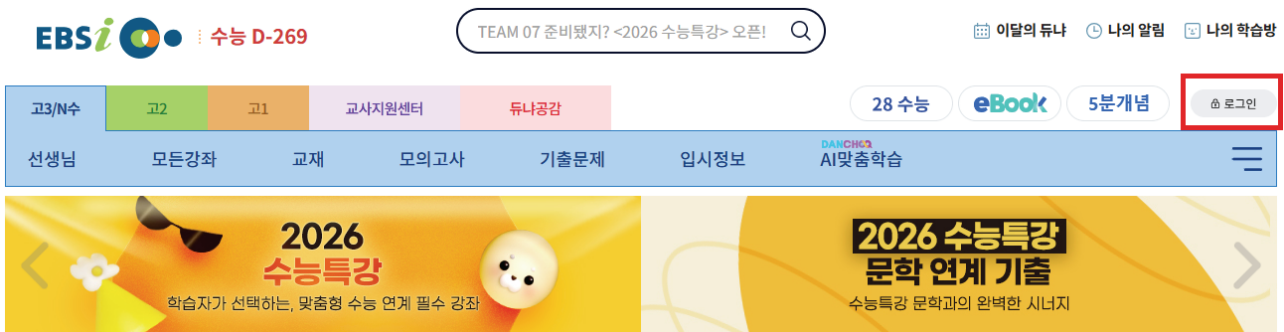 EBSi 수능 D-269
TEAM 07 준비됐지? <2026 수능특강> 오픈!
이달의 듀냐 나의 알림 나의 학습방
고3/N수 고2 고1 교사지원센터 듀냐공감
28 수능 eBook 5분개념 로그인
선생님 모든강좌 교재 모의고사 기출문제 입시정보
DANCHOO
AI맞춤학습
2026
수능특강
학습자가 선택하는, 맞춤형 수능 연계 필수 강좌
2026 수능특강
문학 연계 기출
수능특강 문학과의 완벽한 시너지